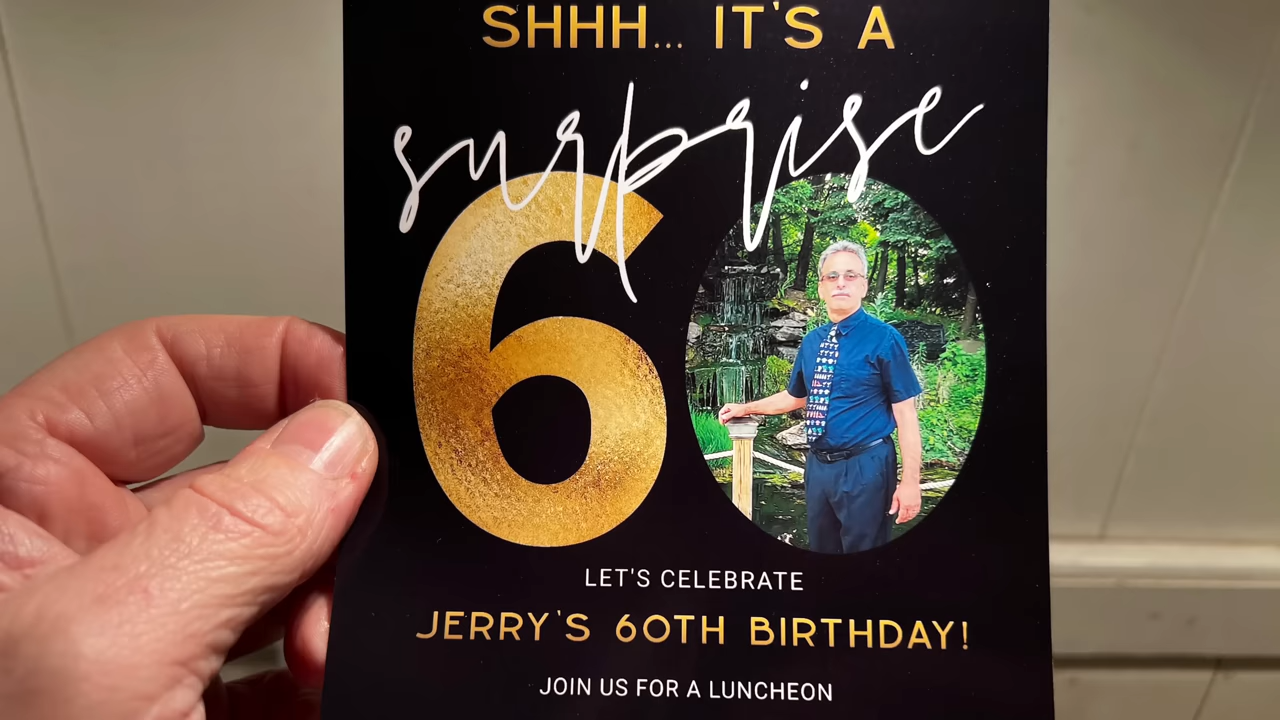 SHHH... IT'S A
surprise
60
LET'S CELEBRATE
JERRY'S 60TH BIRTHDAY!
JOIN US FOR A LUNCHEON